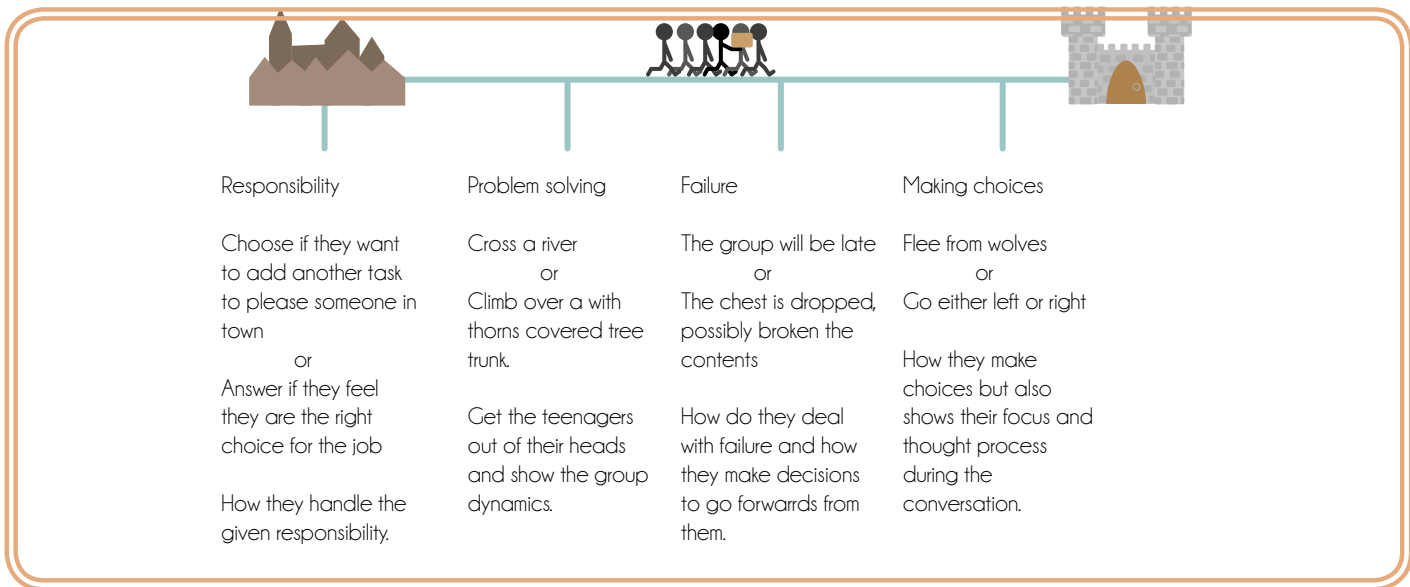 Responsibility
Choose if they want
to add another task
to please someone in
town
or
Answer if they feel
they are the right
choice for the job
How they handle the
given responsibility.
Problem solving
Cross a river
or
Climb over a with
thorns covered tree
trunk.
Get the teenagers
out of their heads
and show the group
dynamics.
Failure
The group will be late
or
The chest is dropped,
possibly broken the
contents
How do they deal
with failure and how
they make decisions
to go forwarrds from
them.
Making choices
Flee from wolves
or
Go either left or right
How they make
choices but also
shows their focus and
thought process
during the
conversation.